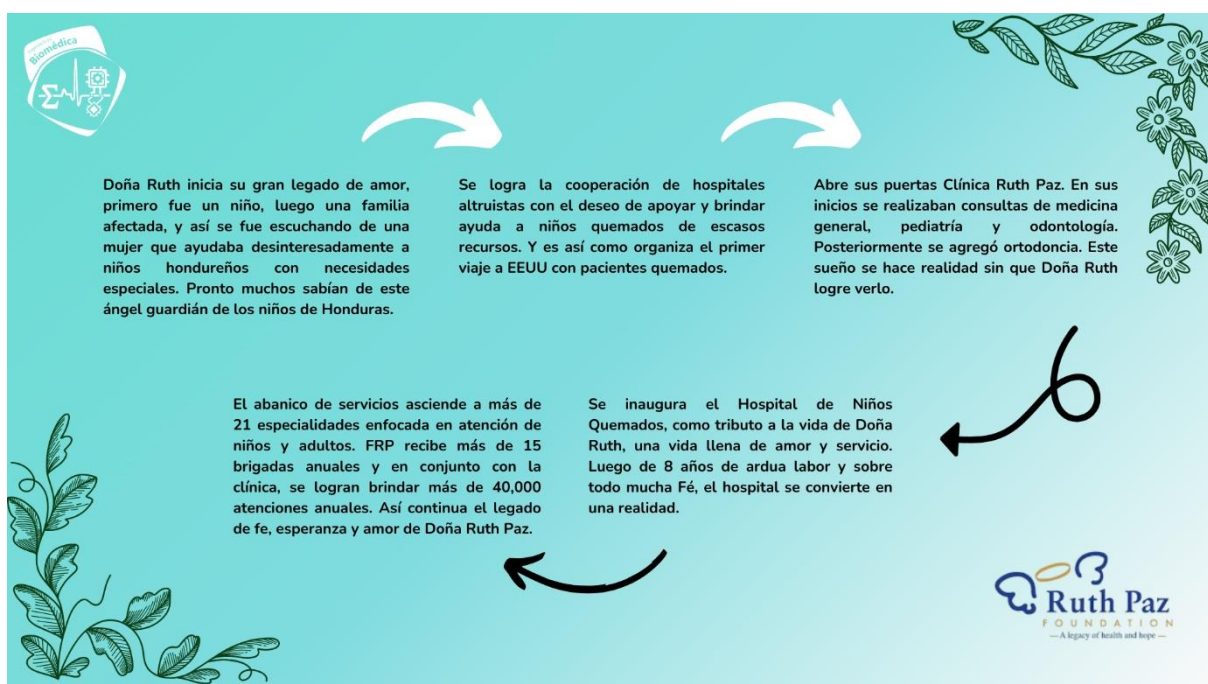 Biomédica
Doña Ruth inicia su gran legado de amor,
primero fue un niño, luego una familia
afectada, y así se fue escuchando de una
mujer que ayudaba desinteresadamente a
niños hondureños con necesidades
especiales. Pronto muchos sabían de este
ángel guardián de los niños de Honduras.
Se logra la cooperación de hospitales
altruistas con el deseo de apoyar y brindar
ayuda a niños quemados de escasos
recursos. Y es así como organiza el primer
viaje a EEUU con pacientes quemados.
Abre sus puertas Clínica Ruth Paz. En sus
inicios se realizaban consultas de medicina
general, pediatría y odontología.
Posteriormente se agregó ortodoncia. Este
sueño se hace realidad sin que Doña Ruth
logre verlo.
Se inaugura el Hospital de Niños
Quemados, como tributo a la vida de Doña
Ruth, una vida llena de amor y servicio.
Luego de 8 años de ardua labor y sobre
todo mucha Fé, el hospital se convierte en
una realidad.
El abanico de servicios asciende a más de
21 especialidades enfocada en atención de
niños y adultos. FRP recibe más de 15
brigadas anuales y en conjunto con la
clínica, se logran brindar más de 40,000
atenciones anuales. Así continua el legado
de fe, esperanza y amor de Doña Ruth Paz.
Ruth Paz
FOUNDATION
— A legacy of health and hope —